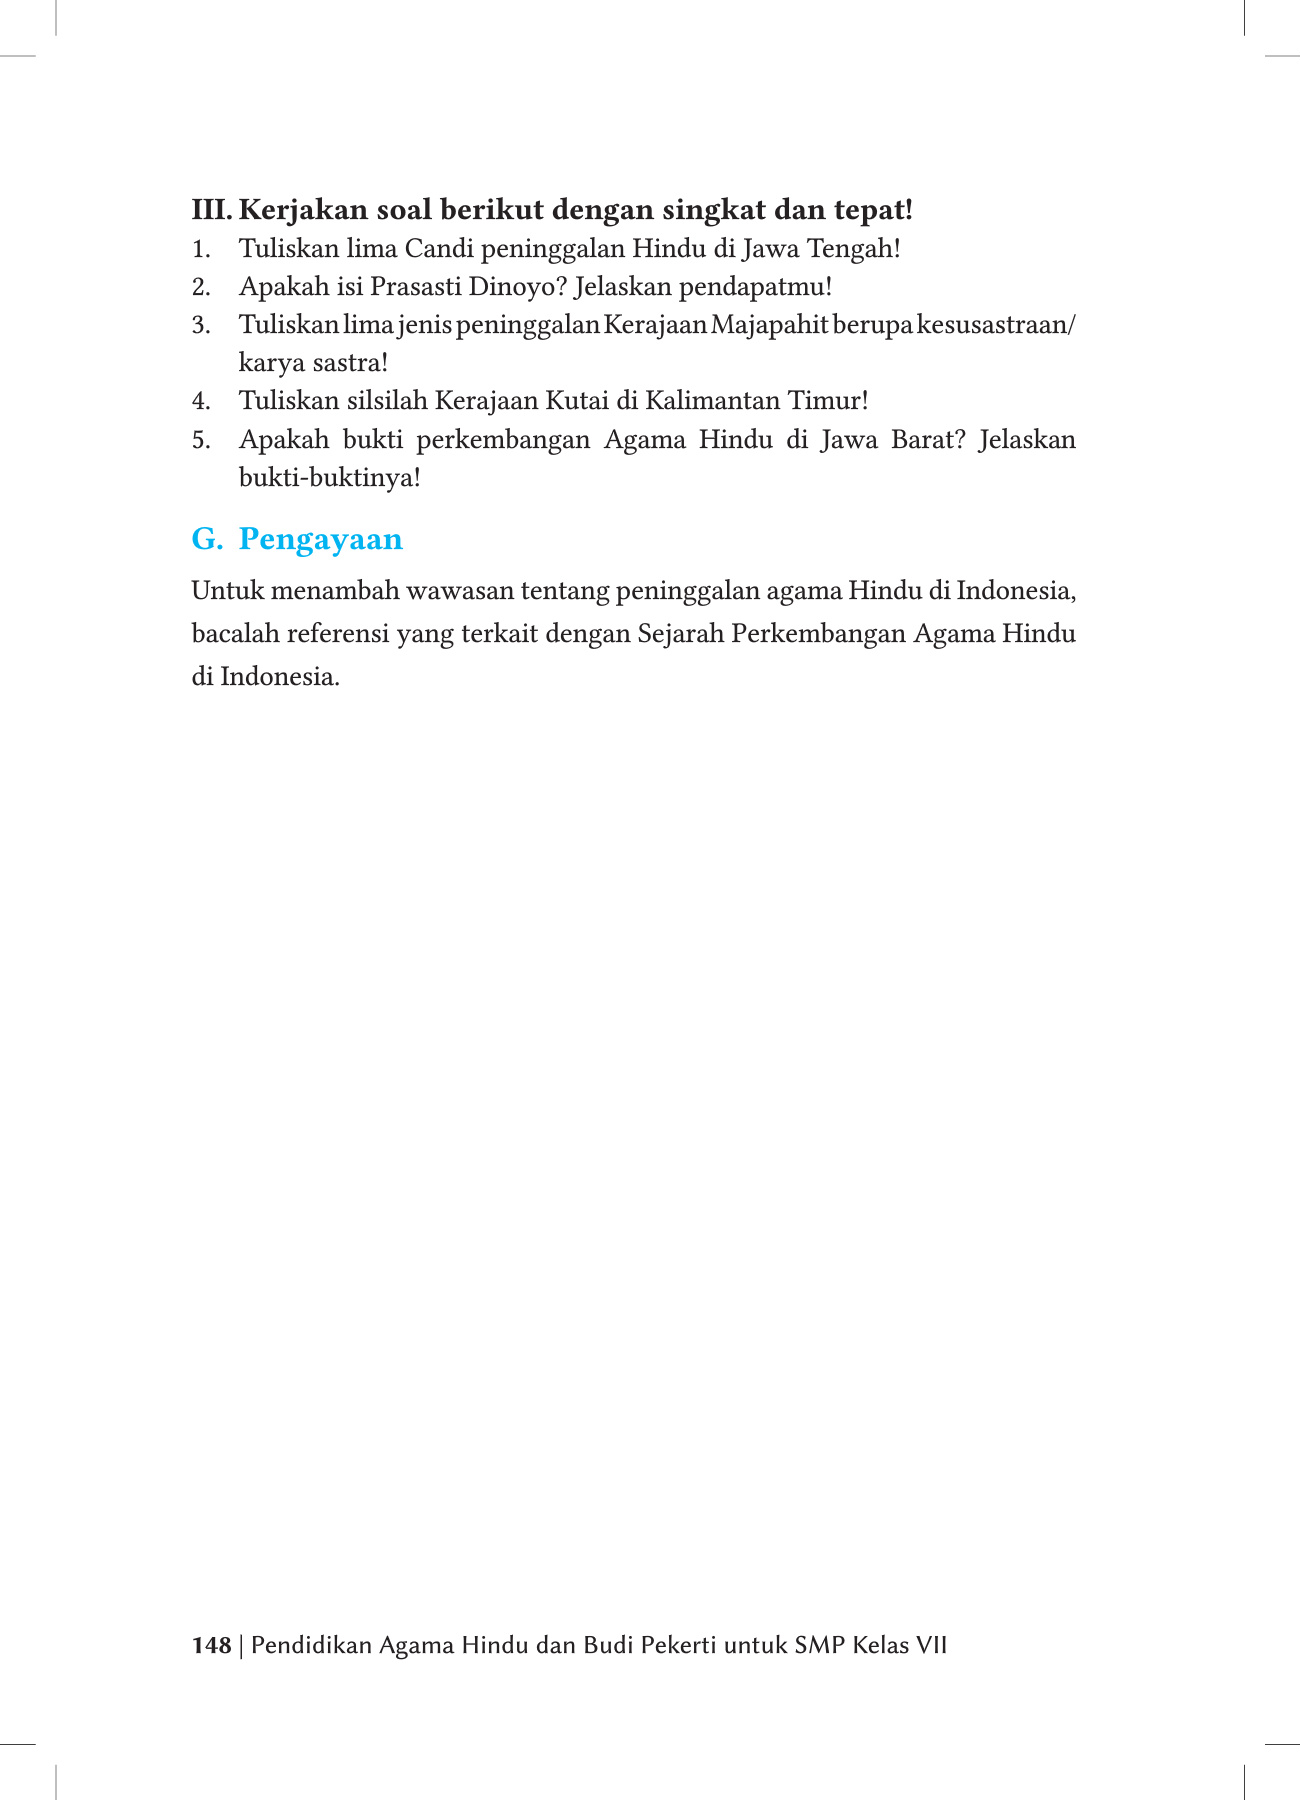 III. Kerjakan soal berikut dengan singkat dan tepat!
1. Tuliskan lima Candi peninggalan Hindu di Jawa Tengah!
2. Apakah isi Prasasti Dinoyo? Jelaskan pendapatmu!
3. Tuliskan lima jenis peninggalan Kerajaan Majapahit berupa kesusastraan/
karya sastra!
4. Tuliskan silsilah Kerajaan Kutai di Kalimantan Timur!
5. Apakah bukti perkembangan Agama Hindu di Jawa Barat? Jelaskan
bukti-buktinya!
G. Pengayaan
Untuk menambah wawasan tentang peninggalan agama Hindu di Indonesia,
bacalah referensi yang terkait dengan Sejarah Perkembangan Agama Hindu
di Indonesia.
148 | Pendidikan Agama Hindu dan Budi Pekerti untuk SMP Kelas VII